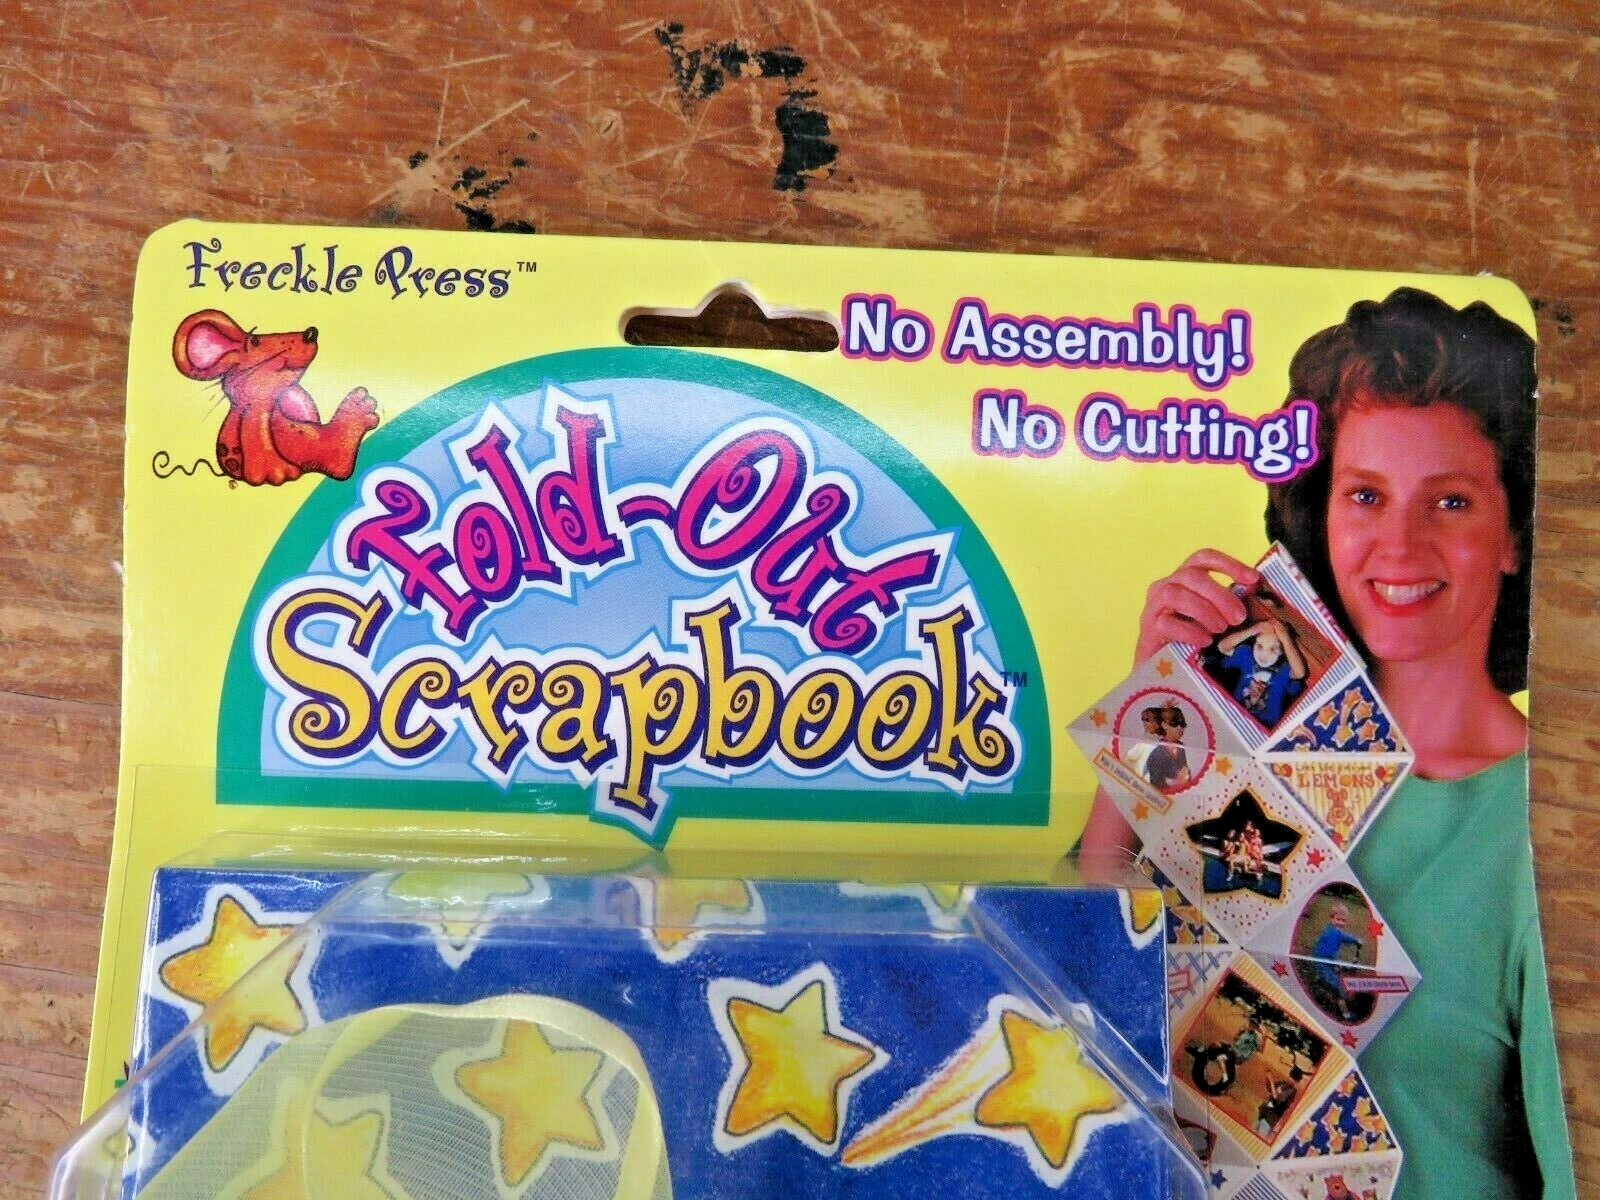 Freckle Press™
No Assembly!
No Cutting!
Fold-Out
Scrapbook™
LEMONS